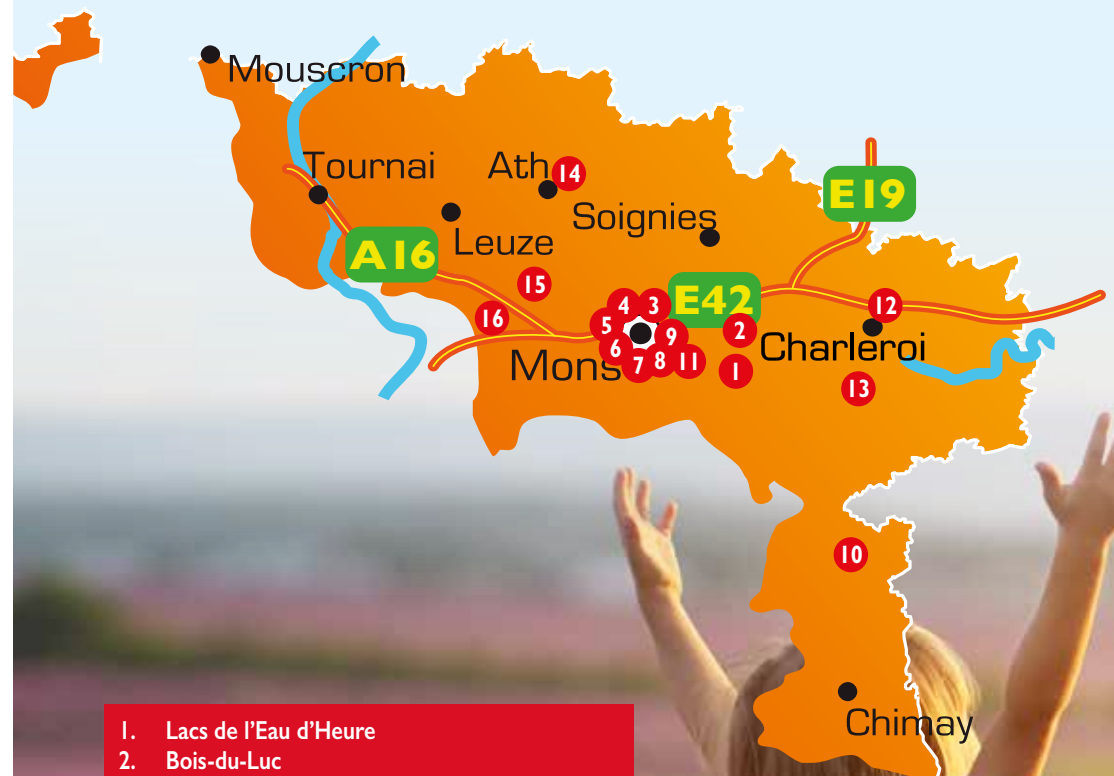 Mouscron
Tournai
Ath
14
Soignies
E19
Leuze
A16
15
16
E42
4
3
5
9
6
7
8
11
2
1
12
Mons
Charleroi
13
10
Chimay
1. Lacs de l'Eau d'Heure
2. Bois-du-Luc